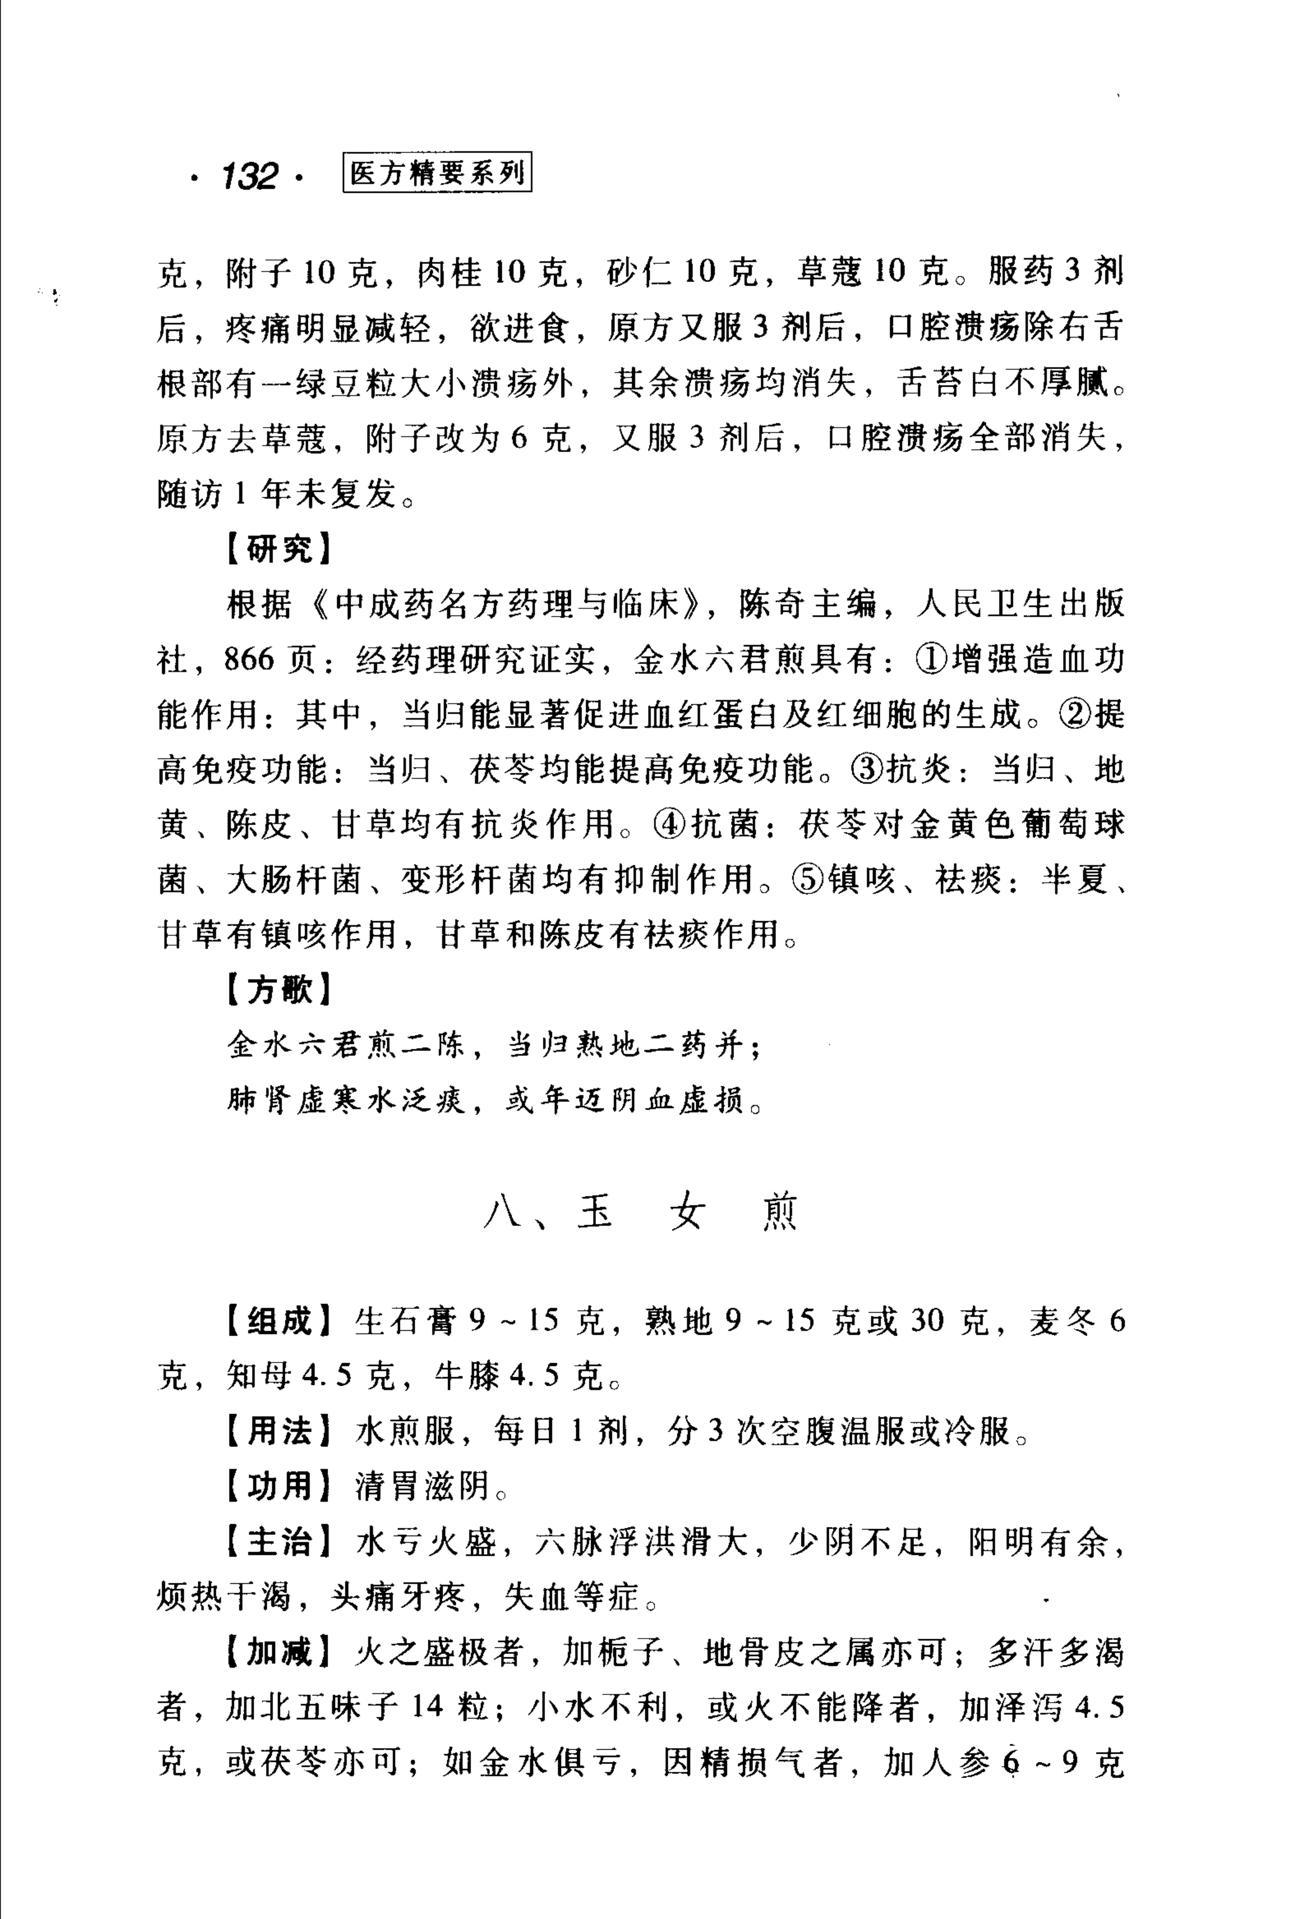 ·132· 医方精要系列
克，附子10克，肉桂10克，砂仁10克，草蔻10克。服药3剂
后，疼痛明显减轻，欲进食，原方又服3剂后，口腔溃疡除右舌
根部有一绿豆粒大小溃疡外，其余溃疡均消失，舌苔白不厚腻。
原方去草蔻，附子改为6克，又服3剂后，口腔溃疡全部消失，
随访1年未复发。
【研究】
根据《中成药名方药理与临床》，陈奇主编，人民卫生出版
社，866页：经药理研究证实，金水六君煎具有：①增强造血功
能作用：其中，当归能显著促进血红蛋白及红细胞的生成。②提
高免疫功能：当归、茯苓均能提高免疫功能。③抗炎：当归、地
黄、陈皮、甘草均有抗炎作用。④抗菌：茯苓对金黄色葡萄球
菌、大肠杆菌、变形杆菌均有抑制作用。⑤镇咳、祛痰：半夏、
甘草有镇咳作用，甘草和陈皮有祛痰作用。
【方歌】
金水六君煎二陈，当归熟地二药并；
肺肾虚寒水泛痰，或年迈阴血虚损。
八、玉 女 煎
【组成】生石膏9~15克，熟地9~15克或30克，麦冬6
克，知母4.5克，牛膝4.5克。
【用法】水煎服，每日1剂，分3次空腹温服或冷服。
【功用】清胃滋阴。
【主治】水亏火盛，六脉浮洪滑大，少阴不足，阳明有余，
烦热干渴，头痛牙疼，失血等症。
【加减】火之盛极者，加栀子、地骨皮之属亦可；多汗多渴
者，加北五味子14粒；小水不利，或火不能降者，加泽泻4.5
克，或茯苓亦可；如金水俱亏，因精损气者，加人参6~9克